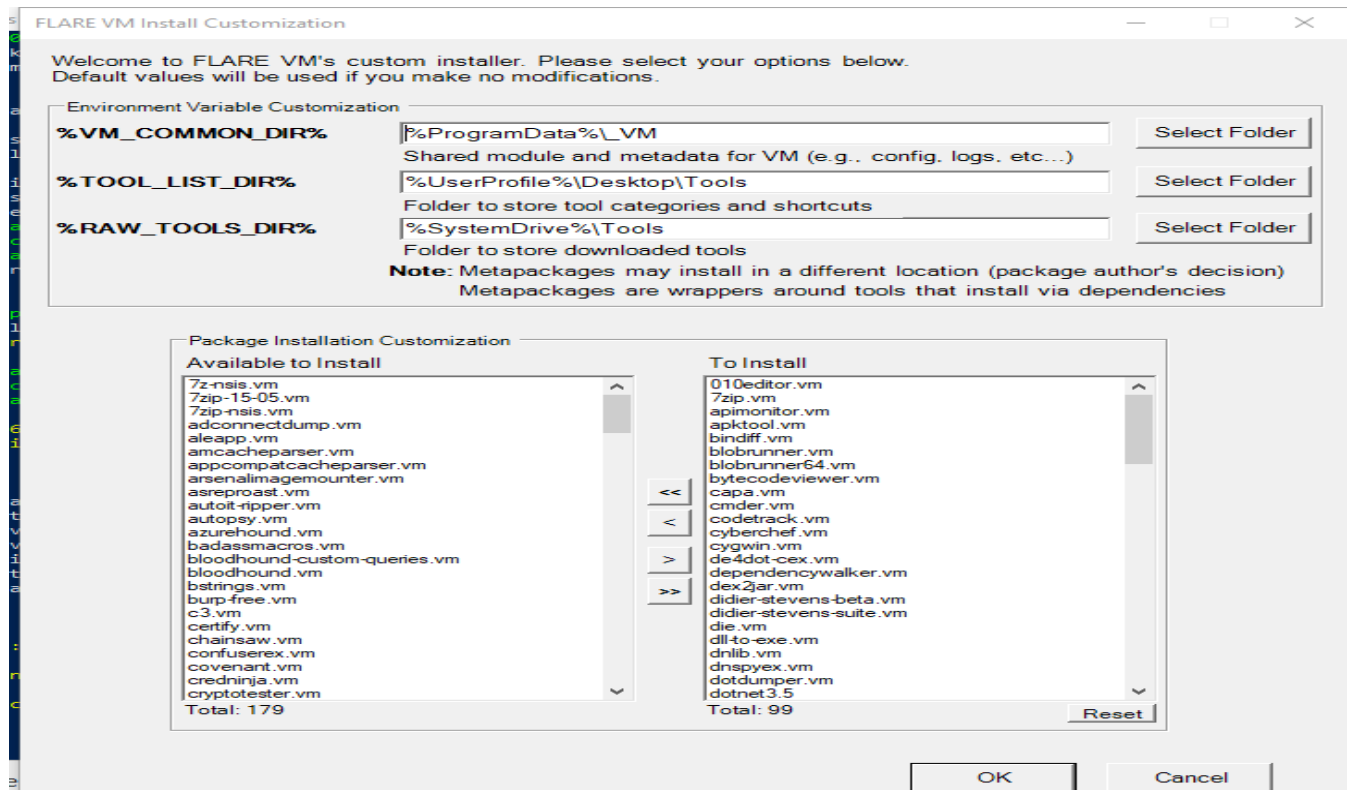 FLARE VM Install Customization
Welcome to FLARE VM's custom installer. Please select your options below.
Default values will be used if you make no modifications.
Environment Variable Customization
%VM_COMMON_DIR%
%ProgramData%\_VM
Select Folder
Shared module and metadata for VM (e.g., config, logs, etc...)
%TOOL_LIST_DIR%
%UserProfile%\Desktop\Tools
Select Folder
Folder to store tool categories and shortcuts
%RAW_TOOLS_DIR%
%SystemDrive%\Tools
Select Folder
Folder to store downloaded tools
Note: Metapackages may install in a different location (package author's decision)
Metapackages are wrappers around tools that install via dependencies
Package Installation Customization
Available to Install
7z-nsis.vm
7zip-15-05.vm
7zip-nsis.vm
adconnectdump.vm
aleapp.vm
amcacheparser.vm
appcompatcacheparser.vm
arsenalimagemounter.vm
asreproast.vm
autoit-ripper.vm
autopsy.vm
azurehound.vm
badassmacros.vm
bloodhound-custom-queries.vm
bloodhound.vm
bstrings.vm
burp-free.vm
c3.vm
certify.vm
chainsaw.vm
confuserex.vm
covenant.vm
credninja.vm
cryptotester.vm
Total: 179
<<
<
>
>>
To Install
010editor.vm
7zip.vm
apimonitor.vm
apktool.vm
bindiff.vm
blobrunner.vm
blobrunner64.vm
bytecodeviewer.vm
capa.vm
cmder.vm
codetrack.vm
cyberchef.vm
cygwin.vm
de4dot-cex.vm
dependencywalker.vm
dex2jar.vm
didier-stevens-beta.vm
didier-stevens-suite.vm
die.vm
dll-to-exe.vm
dnlib.vm
dnspyex.vm
dotdumper.vm
dotnet3.5
Total: 99
Reset
OK
Cancel